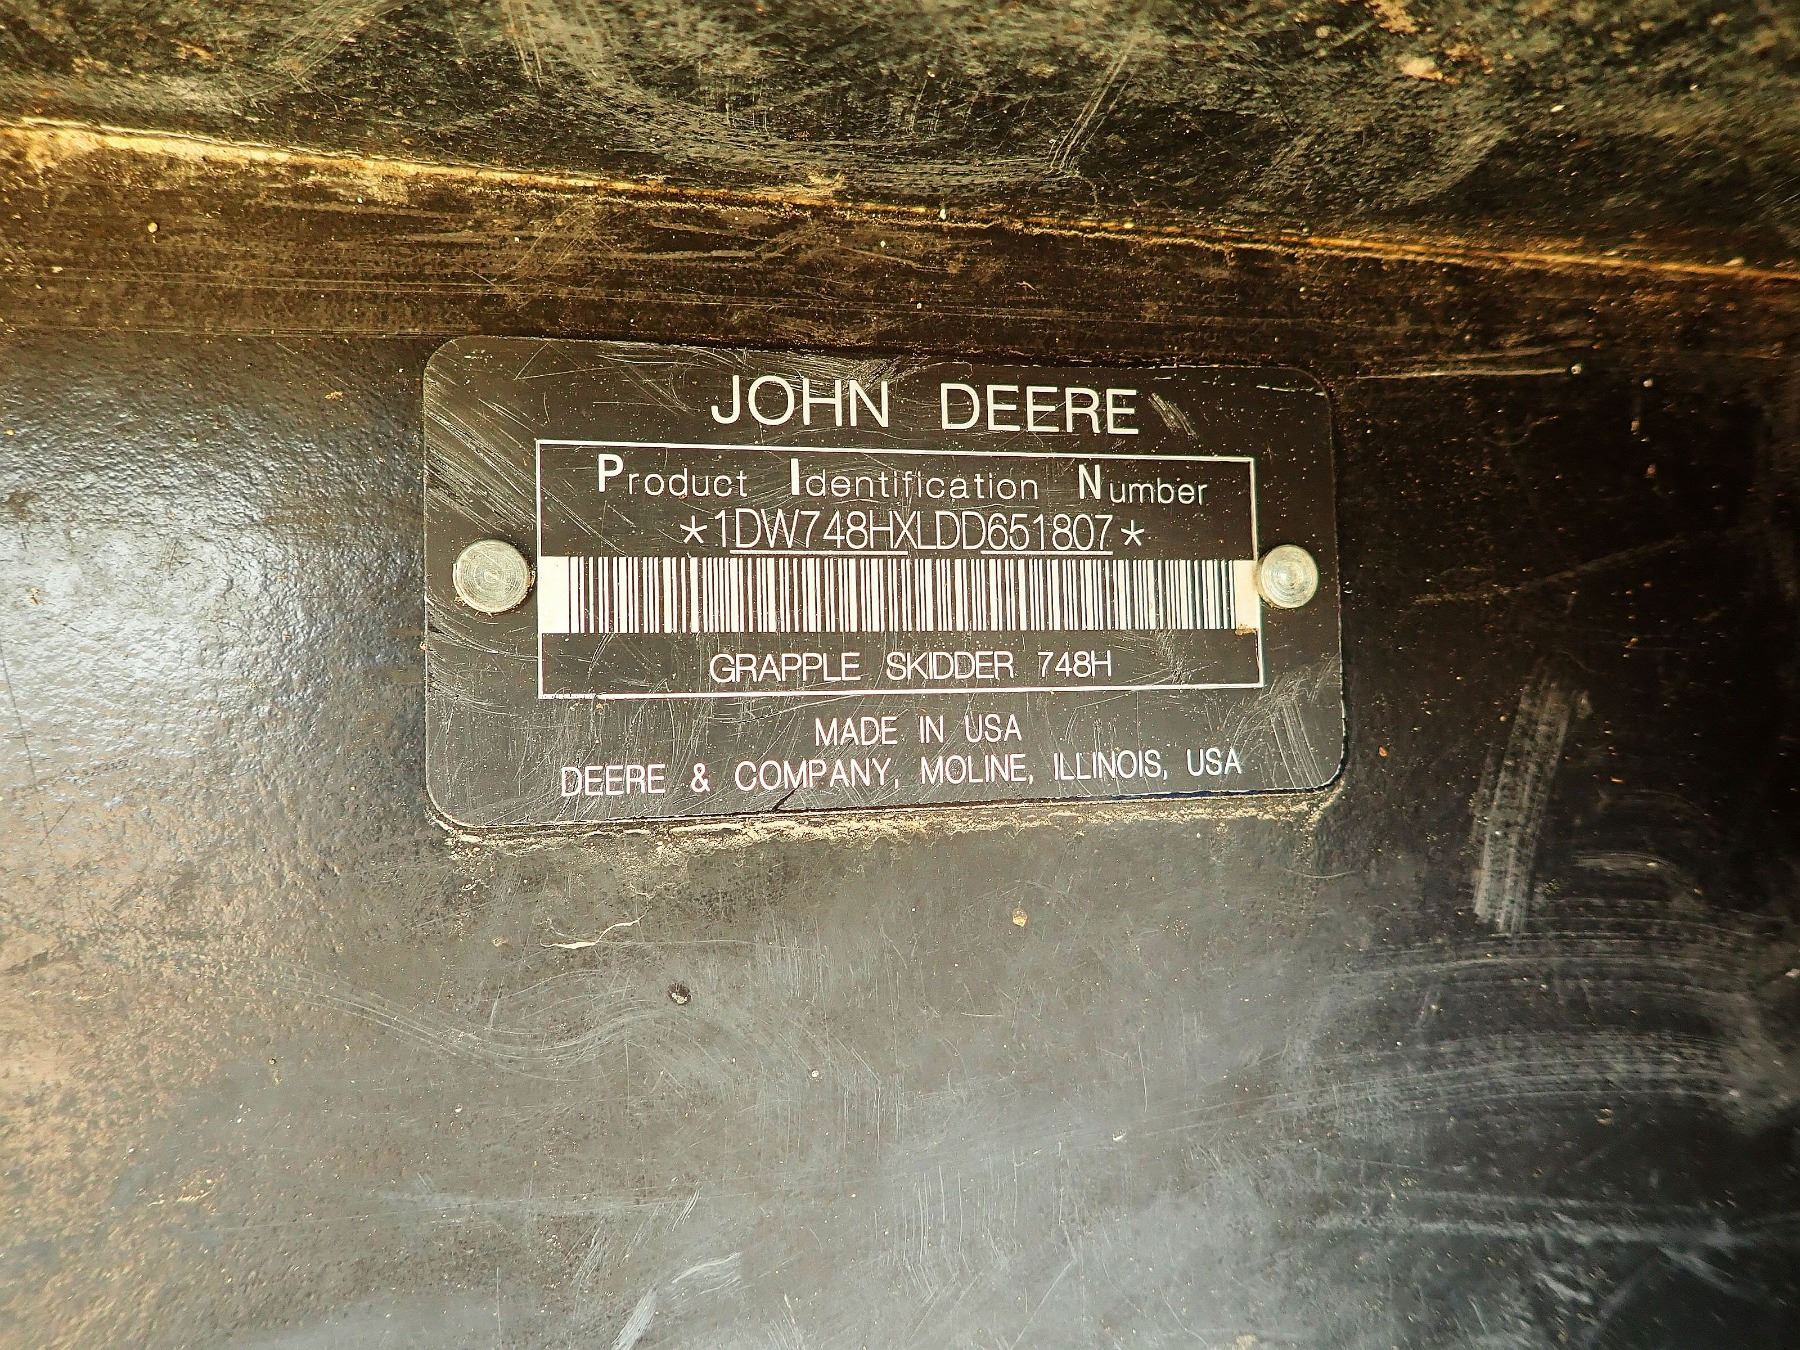 JOHN DEERE
Product Identification Number
*1DW748HXLDD651807*
GRAPPLE SKIDDER 748H
MADE IN USA
DEERE & COMPANY, MOLINE, ILLINOIS, USA